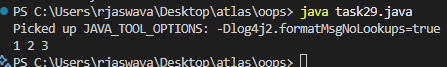 PS C:\Users\rjaswava\Desktop\atlas\oops> java task29.java
Picked up JAVA_TOOL_OPTIONS: -Dlog4j2.formatMsgNoLookups=true
1 2 3
PS C:\Users\rjaswava\Desktop\atlas\oops>